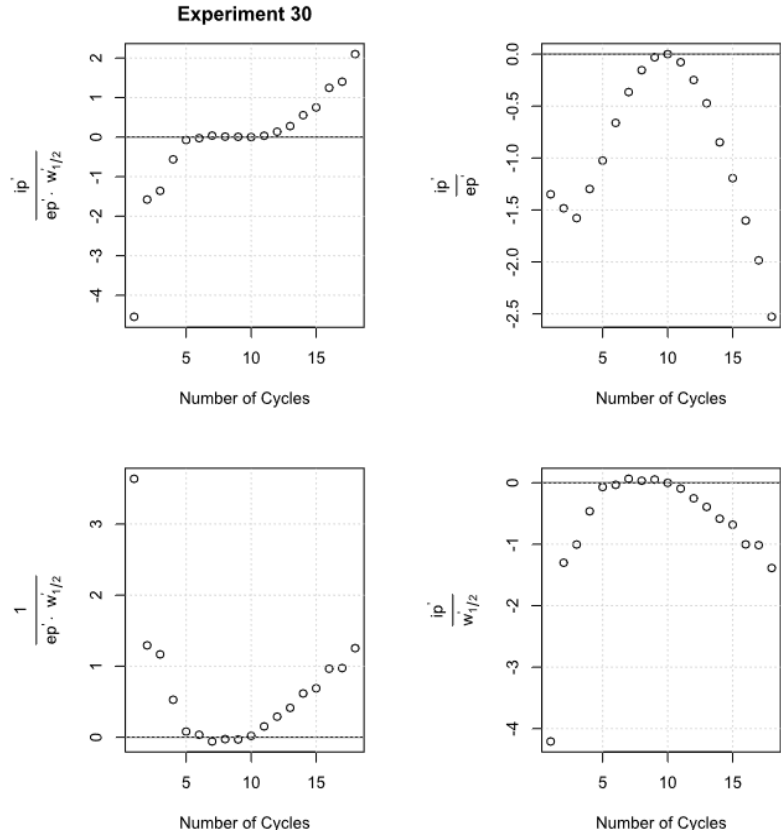 Experiment 30
ip'
ep' · w'1/2
2
1
0
-1
-2
-3
-4
5 10 15
Number of Cycles
ip'
ep'
0.0
-0.5
-1.0
-1.5
-2.0
-2.5
5 10 15
Number of Cycles
1
ep' · w'1/2
3
2
1
0
5 10 15
Number of Cycles
ip'
w'1/2
0
-1
-2
-3
-4
5 10 15
Number of Cycles